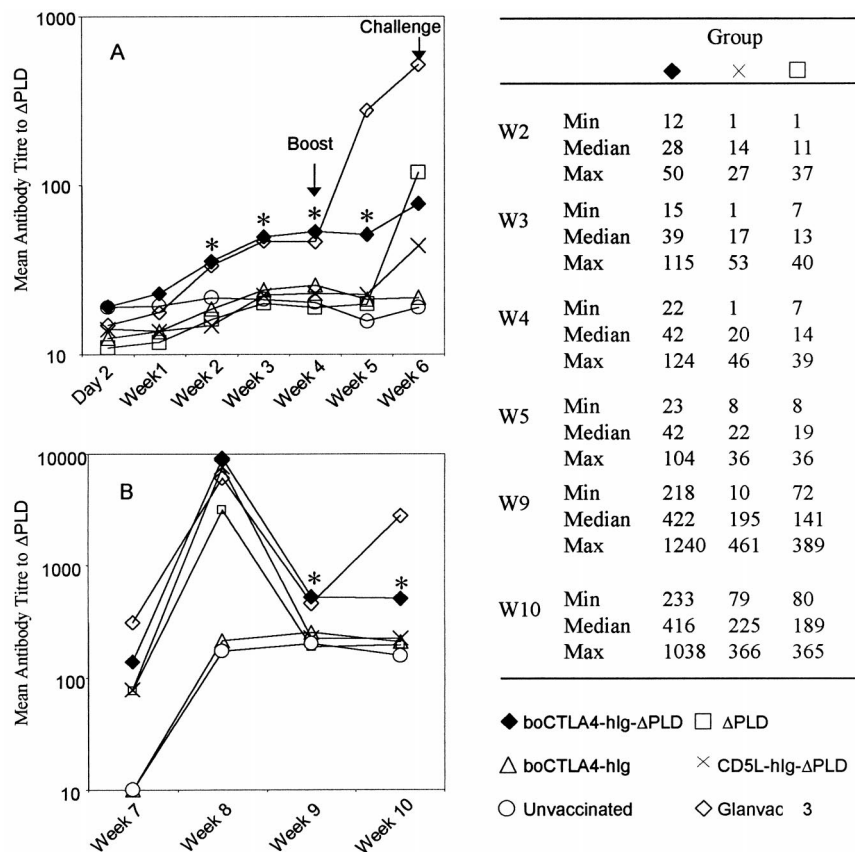 A
1000
100
10
Mean Antibody Titre to ΔPLD
Boost
Challenge
* * * *
Day 2 Week1 Week 2 Week 3 Week 4 Week 5 Week 6
B
10000
1000
100
10
Mean Antibody Titre to ΔPLD
* *
Week 7 Week 8 Week 9 Week 10
Group
◆ × □
W2 Min 12 1 1
Median 28 14 11
Max 50 27 37
W3 Min 15 1 7
Median 39 17 13
Max 115 53 40
W4 Min 22 1 7
Median 42 20 14
Max 124 46 39
W5 Min 23 8 8
Median 42 22 19
Max 104 36 36
W9 Min 218 10 72
Median 422 195 141
Max 1240 461 389
W10 Min 233 79 80
Median 416 225 189
Max 1038 366 365
◆ boCTLA4-hIg-ΔPLD □ ΔPLD
△ boCTLA4-hIg × CD5L-hIg-ΔPLD
○ Unvaccinated ◇ Glanvac 3